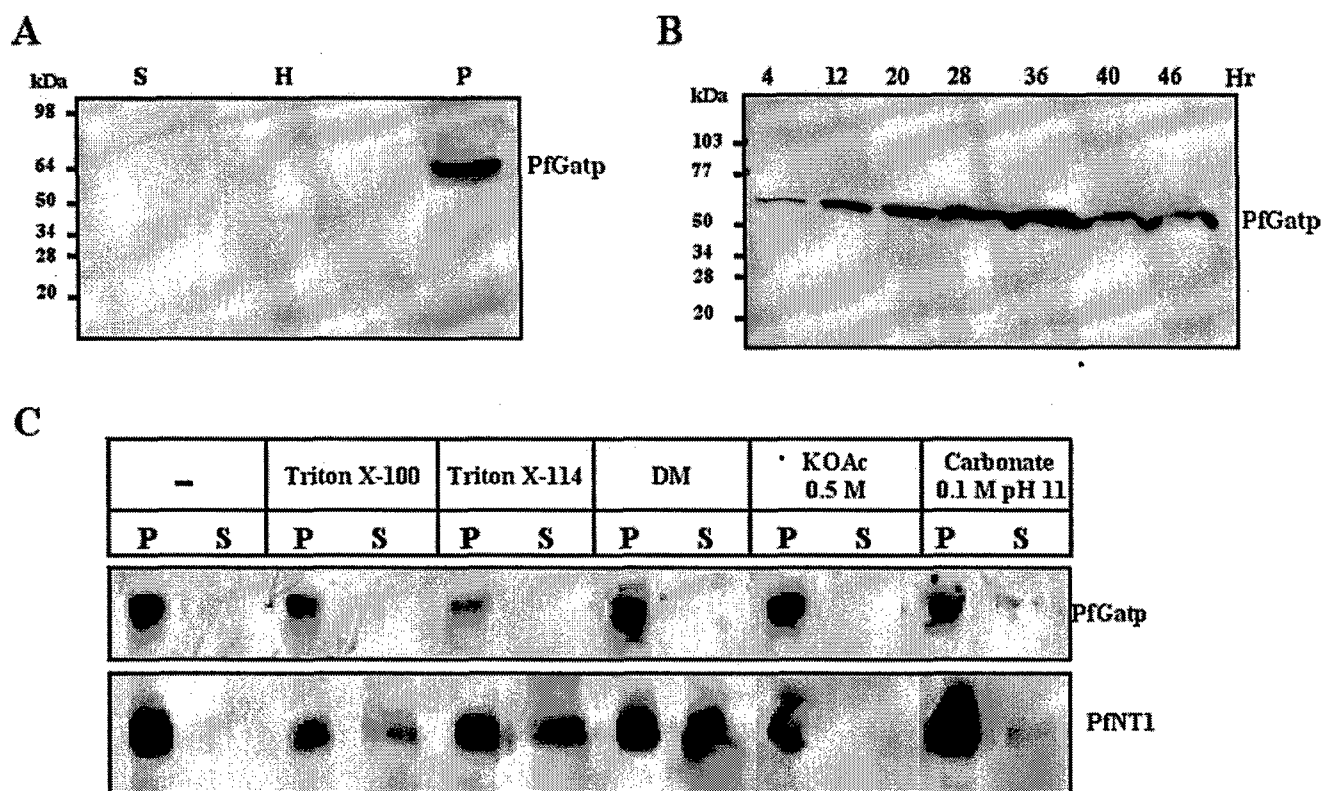 A
kDa S H P
98
64
50
34
28
20
PfGatp
B
kDa 4 12 20 28 36 40 46 Hr
103
77
50
34
28
20
PfGatp
C
– Triton X-100 Triton X-114 DM KOAc 0.5 M Carbonate 0.1 M pH 11
P S P S P S P S P S P S
PfGatp
PfNT1